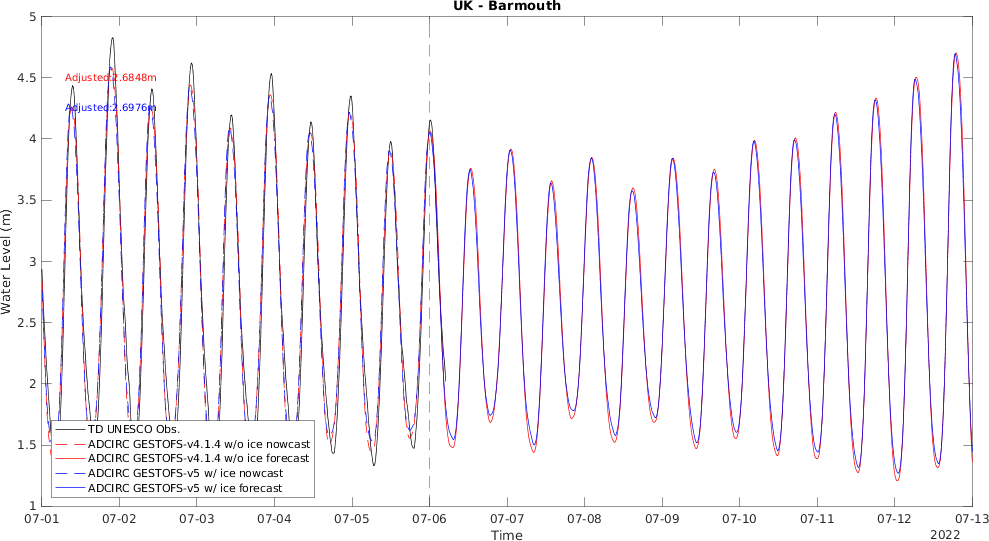 UK - Barmouth
5
4.5
4
3.5
3
2.5
2
1.5
1
Water Level (m)
Adjusted:2.6848m
Adjusted:2.6976m
TD UNESCO Obs.
ADCIRC GESTOFS-v4.1.4 w/o ice nowcast
ADCIRC GESTOFS-v4.1.4 w/o ice forecast
ADCIRC GESTOFS-v5 w/ ice nowcast
ADCIRC GESTOFS-v5 w/ ice forecast
07-01 07-02 07-03 07-04 07-05 07-06 07-07 07-08 07-09 07-10 07-11 07-12 07-13
Time
2022